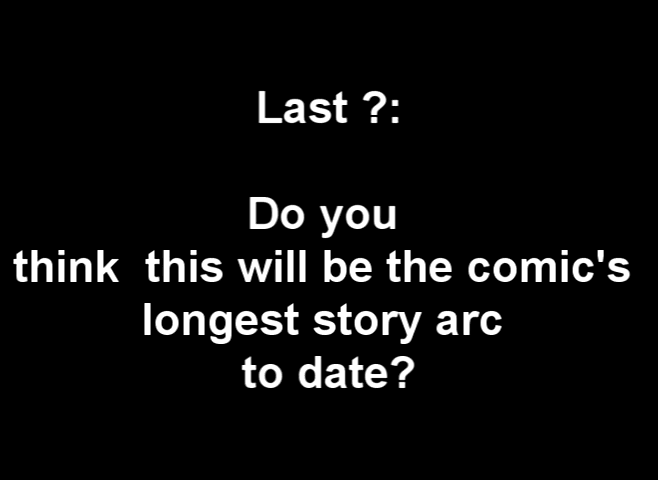 Last ?:
Do you
think  this will be the comic's
longest story arc
to date?